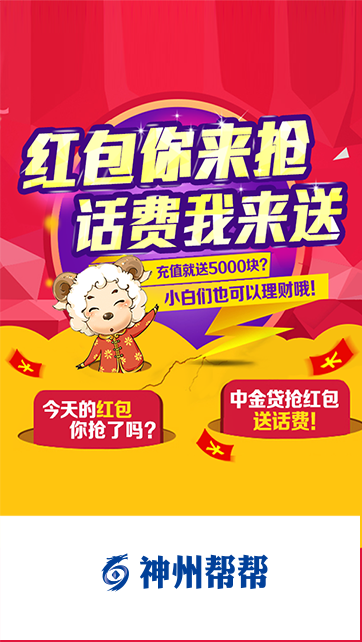 红包你来抢
话费我来送
充值就送5000块?
小白们也可以理财哦!
今天的红包
你抢了吗?
中金贷抢红包
送话费!
神州帮帮